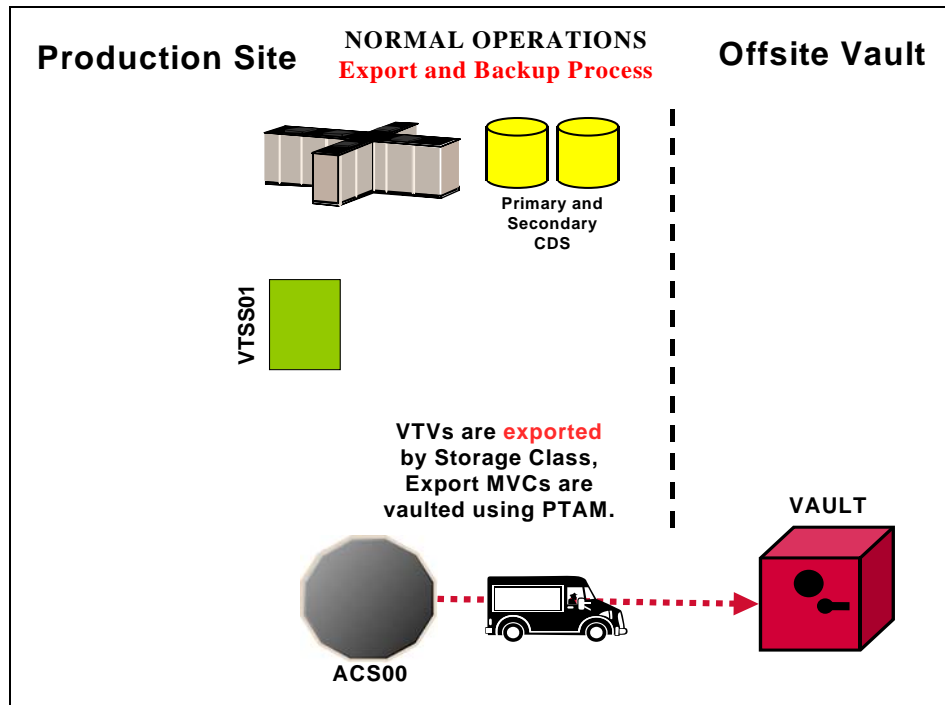 Production Site
NORMAL OPERATIONS
Export and Backup Process
Offsite Vault
Primary and
Secondary
CDS
VTSS01
VTVs are exported
by Storage Class,
Export MVCs are
vaulted using PTAM.
VAULT
ACS00